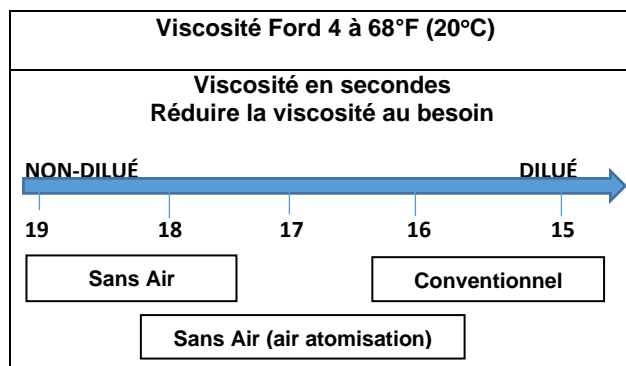 Viscosité Ford 4 à 68°F (20°C)
Viscosité en secondes
Réduire la viscosité au besoin
NON-DILUÉ DILUÉ
19 18 17 16 15
Sans Air Conventionnel
Sans Air (air atomisation)